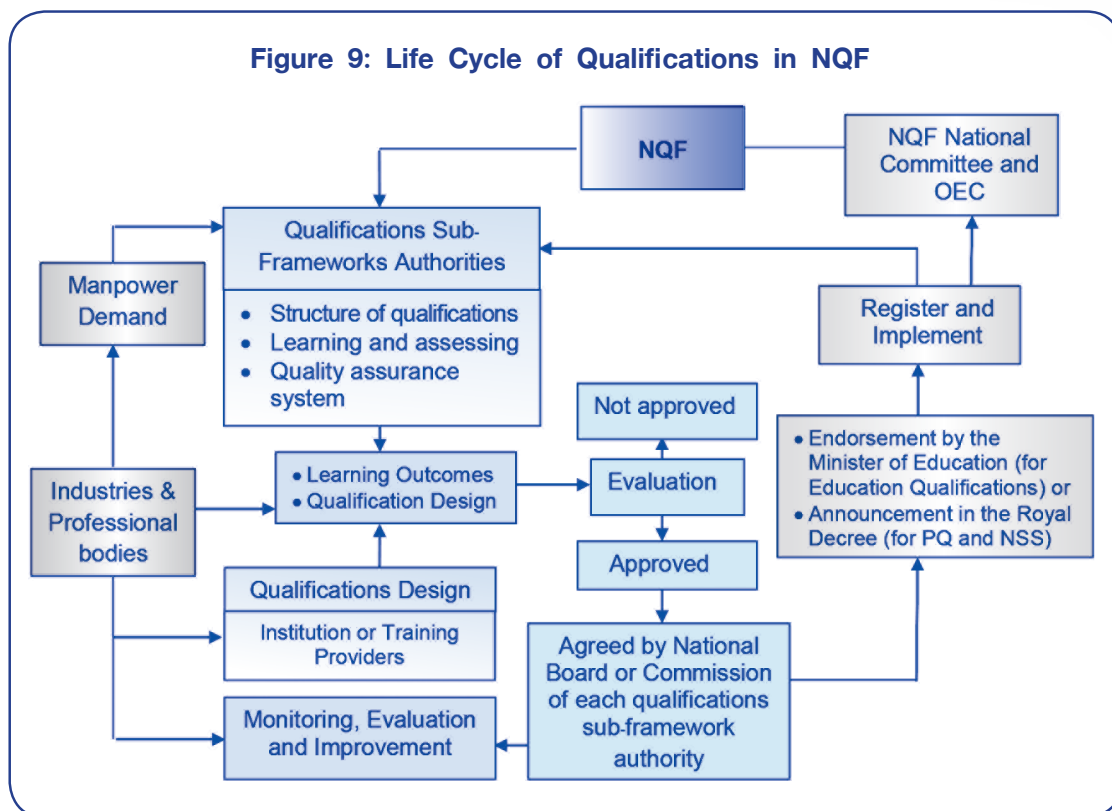 Figure 9: Life Cycle of Qualifications in NQF
NQF
NQF National
Committee and
OEC
Qualifications Sub-
Frameworks Authorities
• Structure of qualifications
• Learning and assessing
• Quality assurance
system
Manpower
Demand
Register and
Implement
Not approved
• Learning Outcomes
• Qualification Design
Evaluation
• Endorsement by the
Minister of Education (for
Education Qualifications) or
• Announcement in the Royal
Decree (for PQ and NSS)
Industries &
Professional
bodies
Approved
Qualifications Design
Institution or Training
Providers
Agreed by National
Board or Commission
of each qualifications
sub-framework
authority
Monitoring, Evaluation
and Improvement